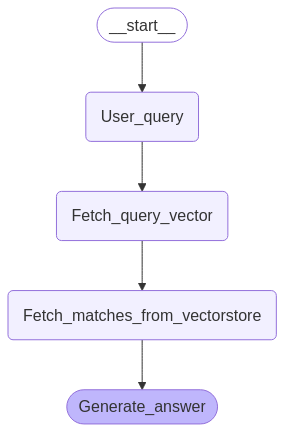 __start__
User_query
Fetch_query_vector
Fetch_matches_from_vectorstore
Generate_answer